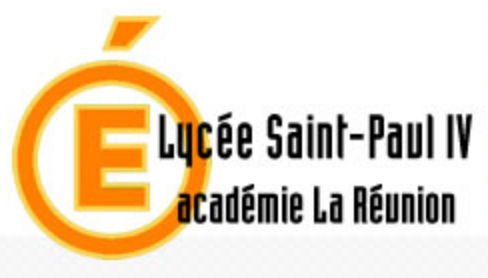 É
Lycée Saint-Paul IV
académie La Réunion